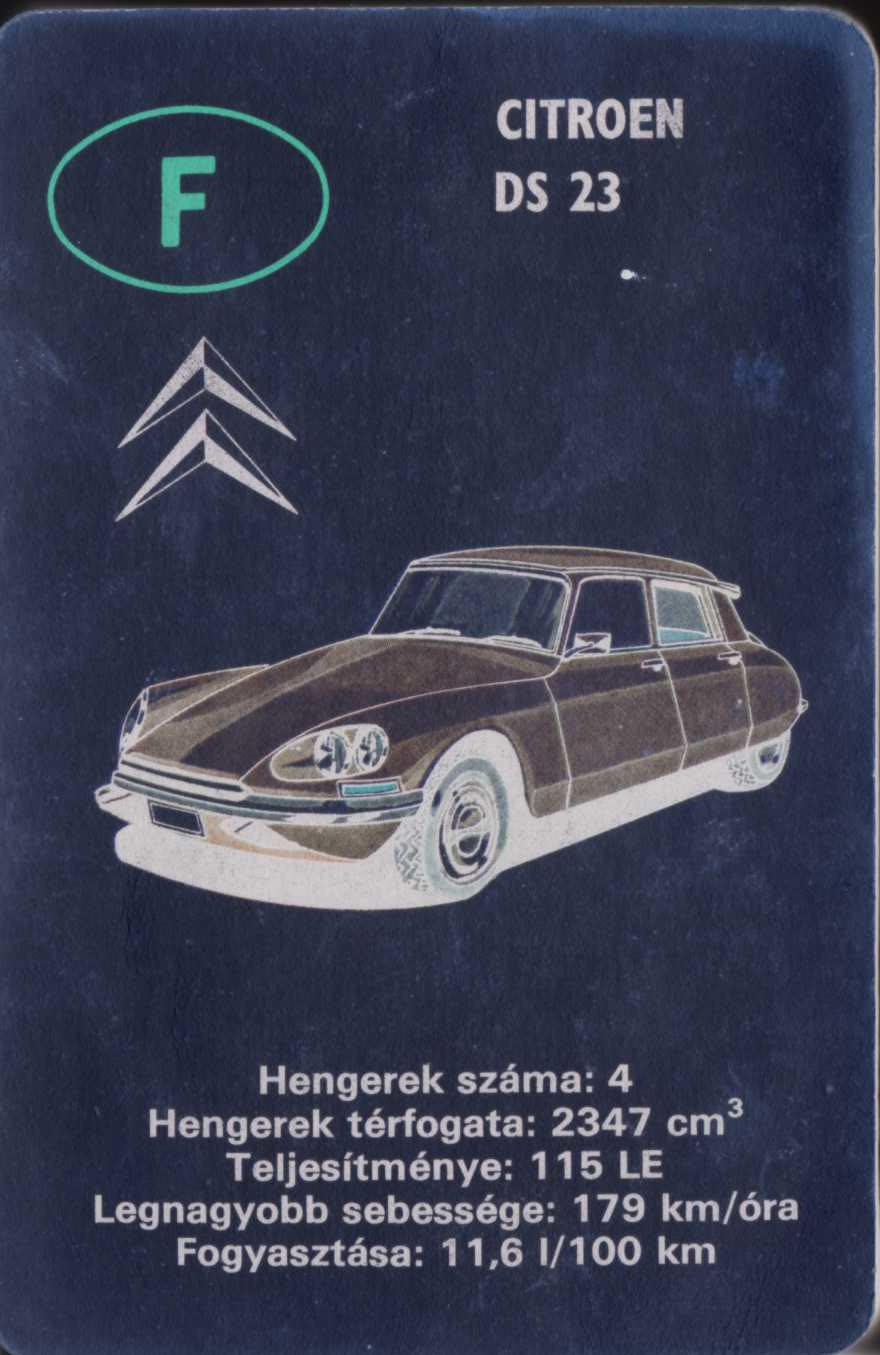 F
CITROEN
DS 23
Hengerek száma: 4
Hengerek térfogata: 2347 cm³
Teljesítménye: 115 LE
Legnagyobb sebessége: 179 km/óra
Fogyasztása: 11,6 l/100 km